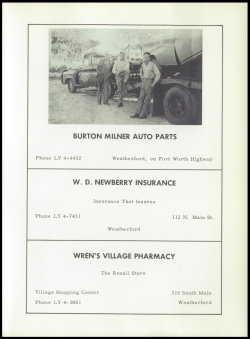 BURTON MILNER AUTO PARTS
Phone LY 4-4432 Weatherford, on Fort Worth Highway
W. D. NEWBERRY INSURANCE
Insurance That Insures
Phone LY 4-7451 112 N. Main St.
Weatherford
WREN'S VILLAGE PHARMACY
The Rexall Store
Village Shopping Center 310 South Main
Phone LY 4-3861 Weatherford